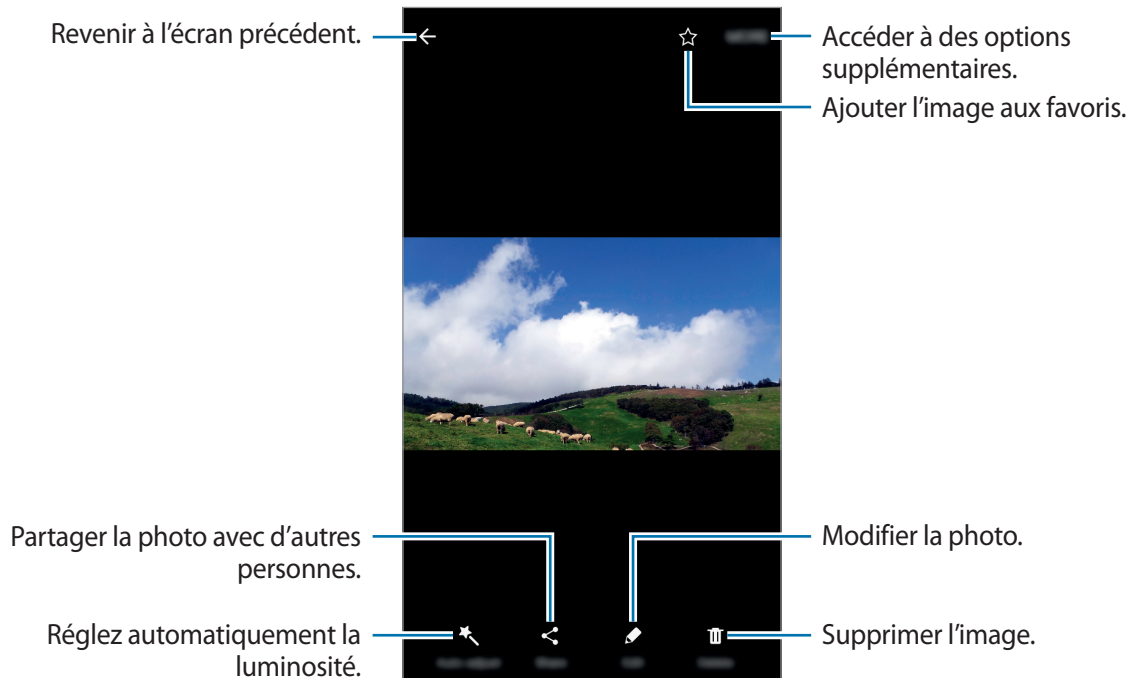 Revenir à l'écran précédent.
Accéder à des options
supplémentaires.
Ajouter l'image aux favoris.
Partager la photo avec d'autres
personnes.
Modifier la photo.
Réglez automatiquement la
luminosité.
Supprimer l'image.